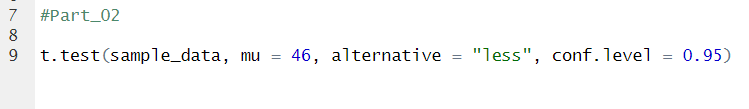 7 #Part_02
8
9 t.test(sample_data, mu = 46, alternative = "less", conf.level = 0.95)